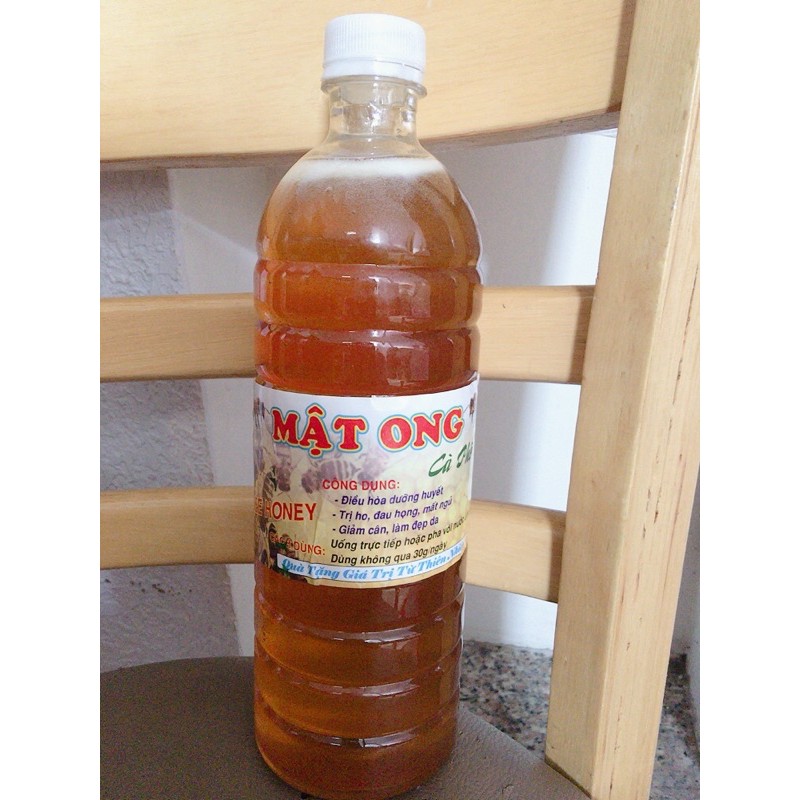 MẬT ONG
Cà
HONEY
CÔNG DỤNG:
- Điều hòa dưỡng huyết
- Trị ho, đau họng, mất ngủ
- Giảm cân, làm đẹp da
DÙNG: Uống trực tiếp hoặc pha với nước
Dùng không quá 30g/ngày
Quà Tặng Giá Trị Từ Thiên